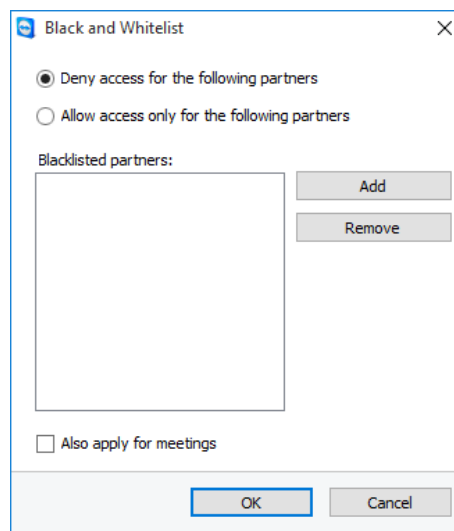 Black and Whitelist
Deny access for the following partners
Allow access only for the following partners
Blacklisted partners:
Add
Remove
Also apply for meetings
OK
Cancel